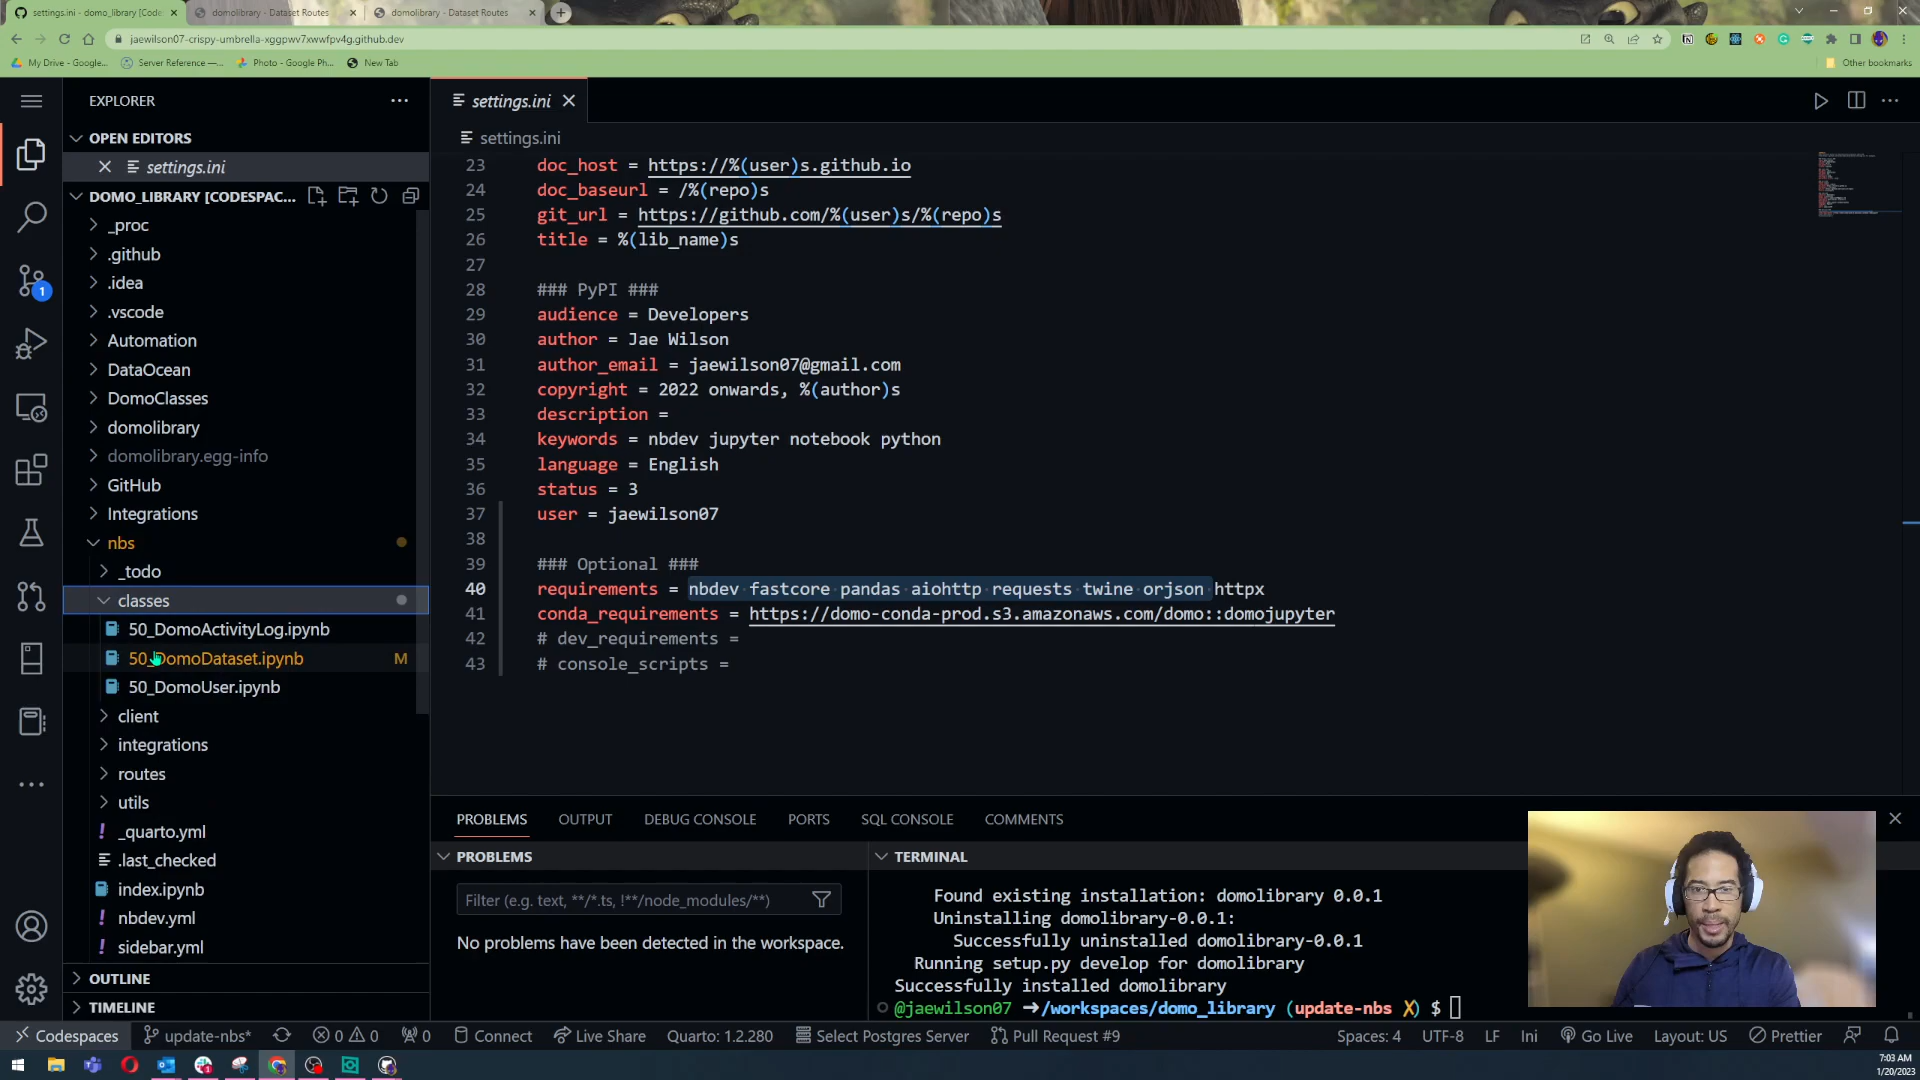 settings.ini - domo_library [Code
domolibrary - Dataset Routes
domolibrary - Dataset Routes
jaewilson07-crispy-umbrella-xggpwv7xwwfpv4g.github.dev
My Drive - Google...
Server Reference —...
Photo - Google Ph...
New Tab
Other bookmarks
EXPLORER
OPEN EDITORS
settings.ini
DOMO_LIBRARY [CODESPAC...
_proc
.github
.idea
.vscode
Automation
DataOcean
DomoClasses
domolibrary
domolibrary.egg-info
GitHub
Integrations
nbs
_todo
classes
50_DomoActivityLog.ipynb
50_DomoDataset.ipynb M
50_DomoUser.ipynb
client
integrations
routes
utils
_quarto.yml
.last_checked
index.ipynb
nbdev.yml
sidebar.yml
OUTLINE
TIMELINE
settings.ini
settings.ini
23 doc_host = https://%(user)s.github.io
24 doc_baseurl = /%(repo)s
25 git_url = https://github.com/%(user)s/%(repo)s
26 title = %(lib_name)s
27
28 ### PyPI ###
29 audience = Developers
30 author = Jae Wilson
31 author_email = jaewilson07@gmail.com
32 copyright = 2022 onwards, %(author)s
33 description =
34 keywords = nbdev jupyter notebook python
35 language = English
36 status = 3
37 user = jaewilson07
38
39 ### Optional ###
40 requirements = nbdev fastcore pandas aiohttp requests twine orjson httpx
41 conda_requirements = https://domo-conda-prod.s3.amazonaws.com/domo::domojupyter
42 # dev_requirements =
43 # console_scripts =
PROBLEMS OUTPUT DEBUG CONSOLE PORTS SQL CONSOLE COMMENTS
PROBLEMS
Filter (e.g. text, **/*.ts, !**/node_modules/**)
No problems have been detected in the workspace.
TERMINAL
Found existing installation: domolibrary 0.0.1
Uninstalling domolibrary-0.0.1:
Successfully uninstalled domolibrary-0.0.1
Running setup.py develop for domolibrary
Successfully installed domolibrary
@jaewilson07 ➜/workspaces/domo_library (update-nbs ✗) $
1
Codespaces update-nbs* 0 0 0 Connect Live Share Quarto: 1.2.280 Select Postgres Server Pull Request #9 Spaces: 4 UTF-8 LF Ini Go Live Layout: US Prettier
7:03 AM
1/20/2023